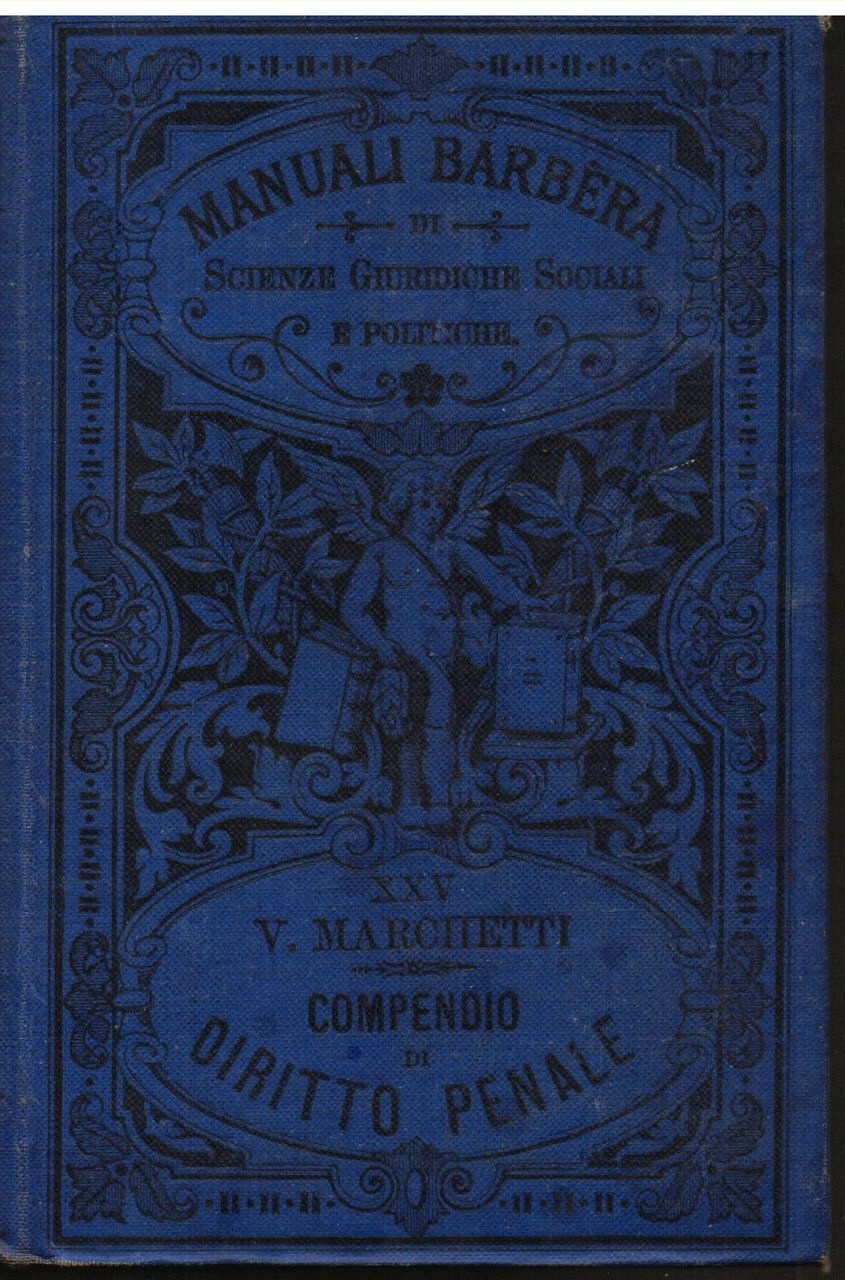 MANUALI BARBÈRA
DI
SCIENZE GIURIDICHE SOCIALI
E POLITICHE.
XXV
V. MARCHETTI
COMPENDIO
DI
DIRITTO PENALE